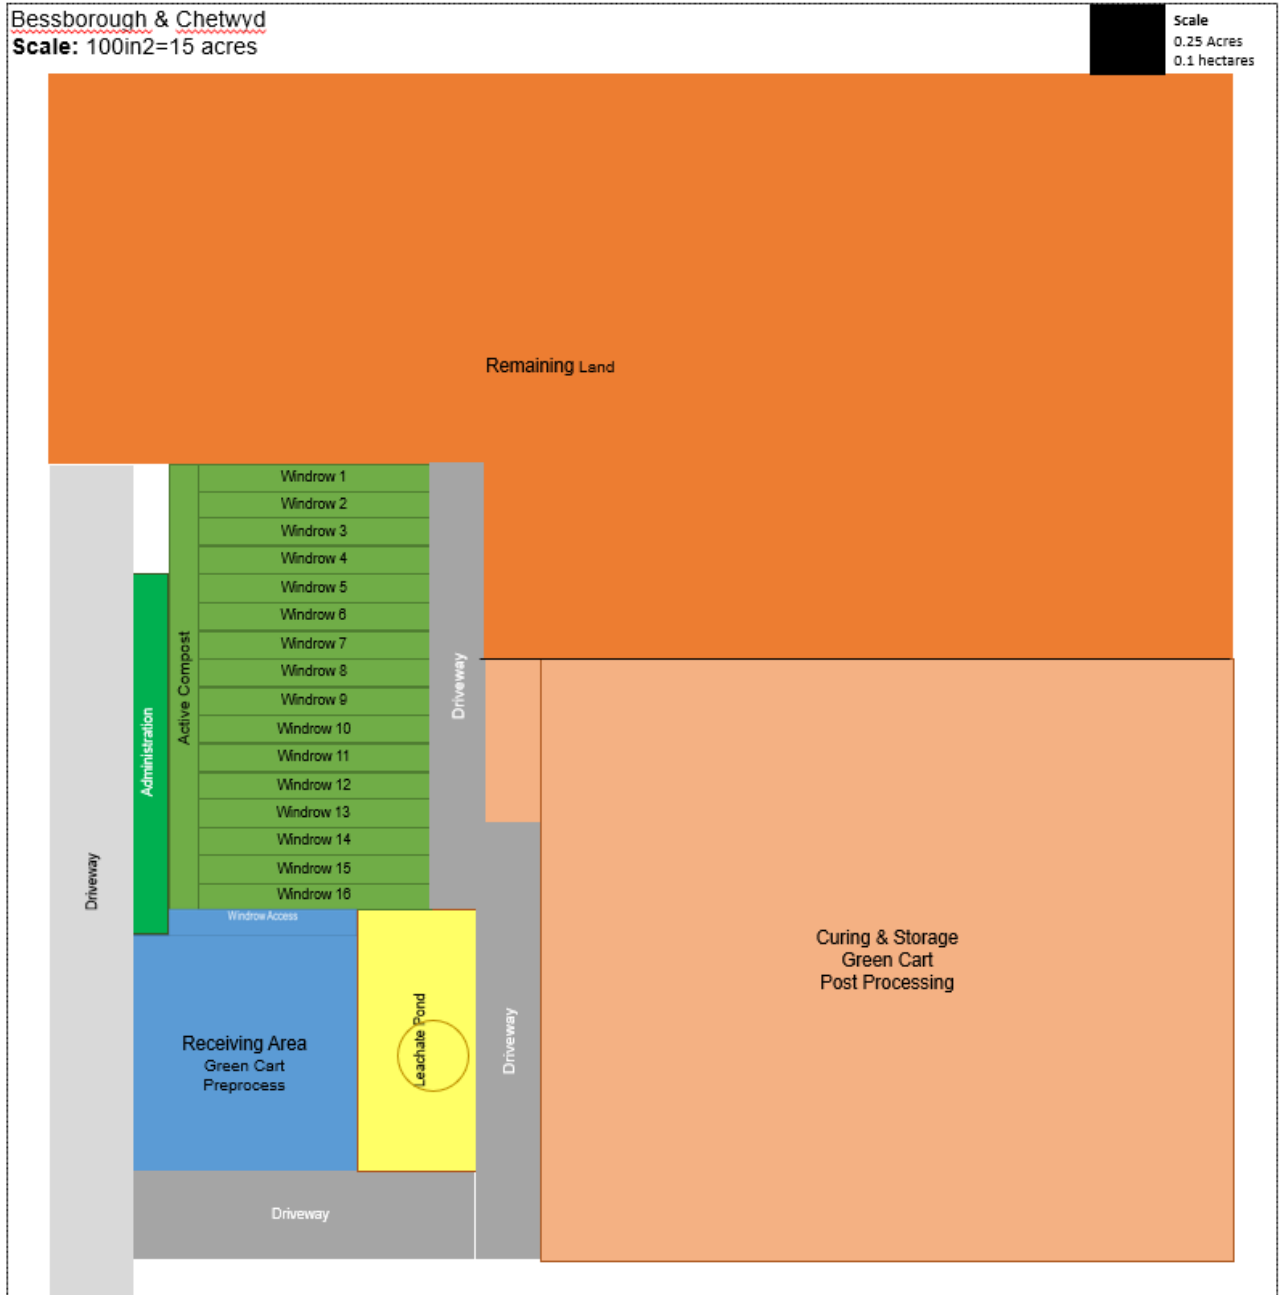 Bessborough & Chetwyd
Scale: 100in2=15 acres
Scale
0.25 Acres
0.1 hectares
Remaining Land
Windrow 1
Windrow 2
Windrow 3
Windrow 4
Windrow 5
Windrow 6
Windrow 7
Windrow 8
Windrow 9
Windrow 10
Windrow 11
Windrow 12
Windrow 13
Windrow 14
Windrow 15
Windrow 16
Active Compost
Administration
Driveway
Driveway
Windrow Access
Receiving Area
Green Cart
Preprocess
Leachate Pond
Driveway
Driveway
Curing & Storage
Green Cart
Post Processing